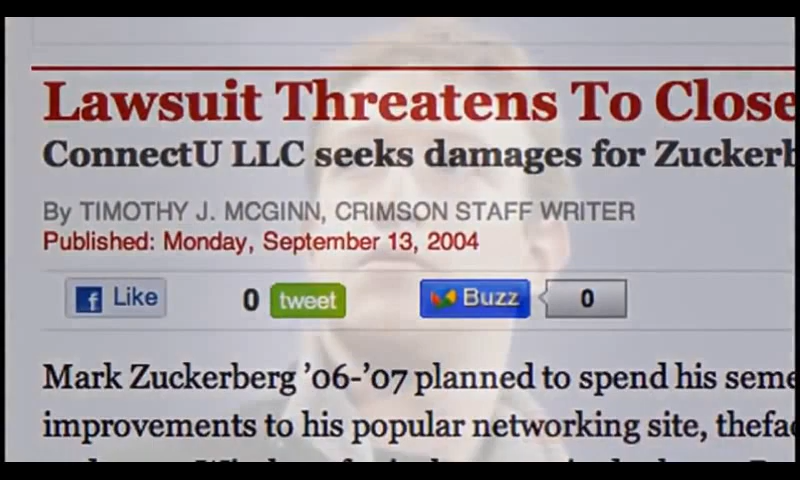 Lawsuit Threatens To Close
ConnectU LLC seeks damages for Zuckerb
By TIMOTHY J. MCGINN, CRIMSON STAFF WRITER
Published: Monday, September 13, 2004
f Like 0 tweet Buzz 0
Mark Zuckerberg ’06-’07 planned to spend his seme
improvements to his popular networking site, thefac